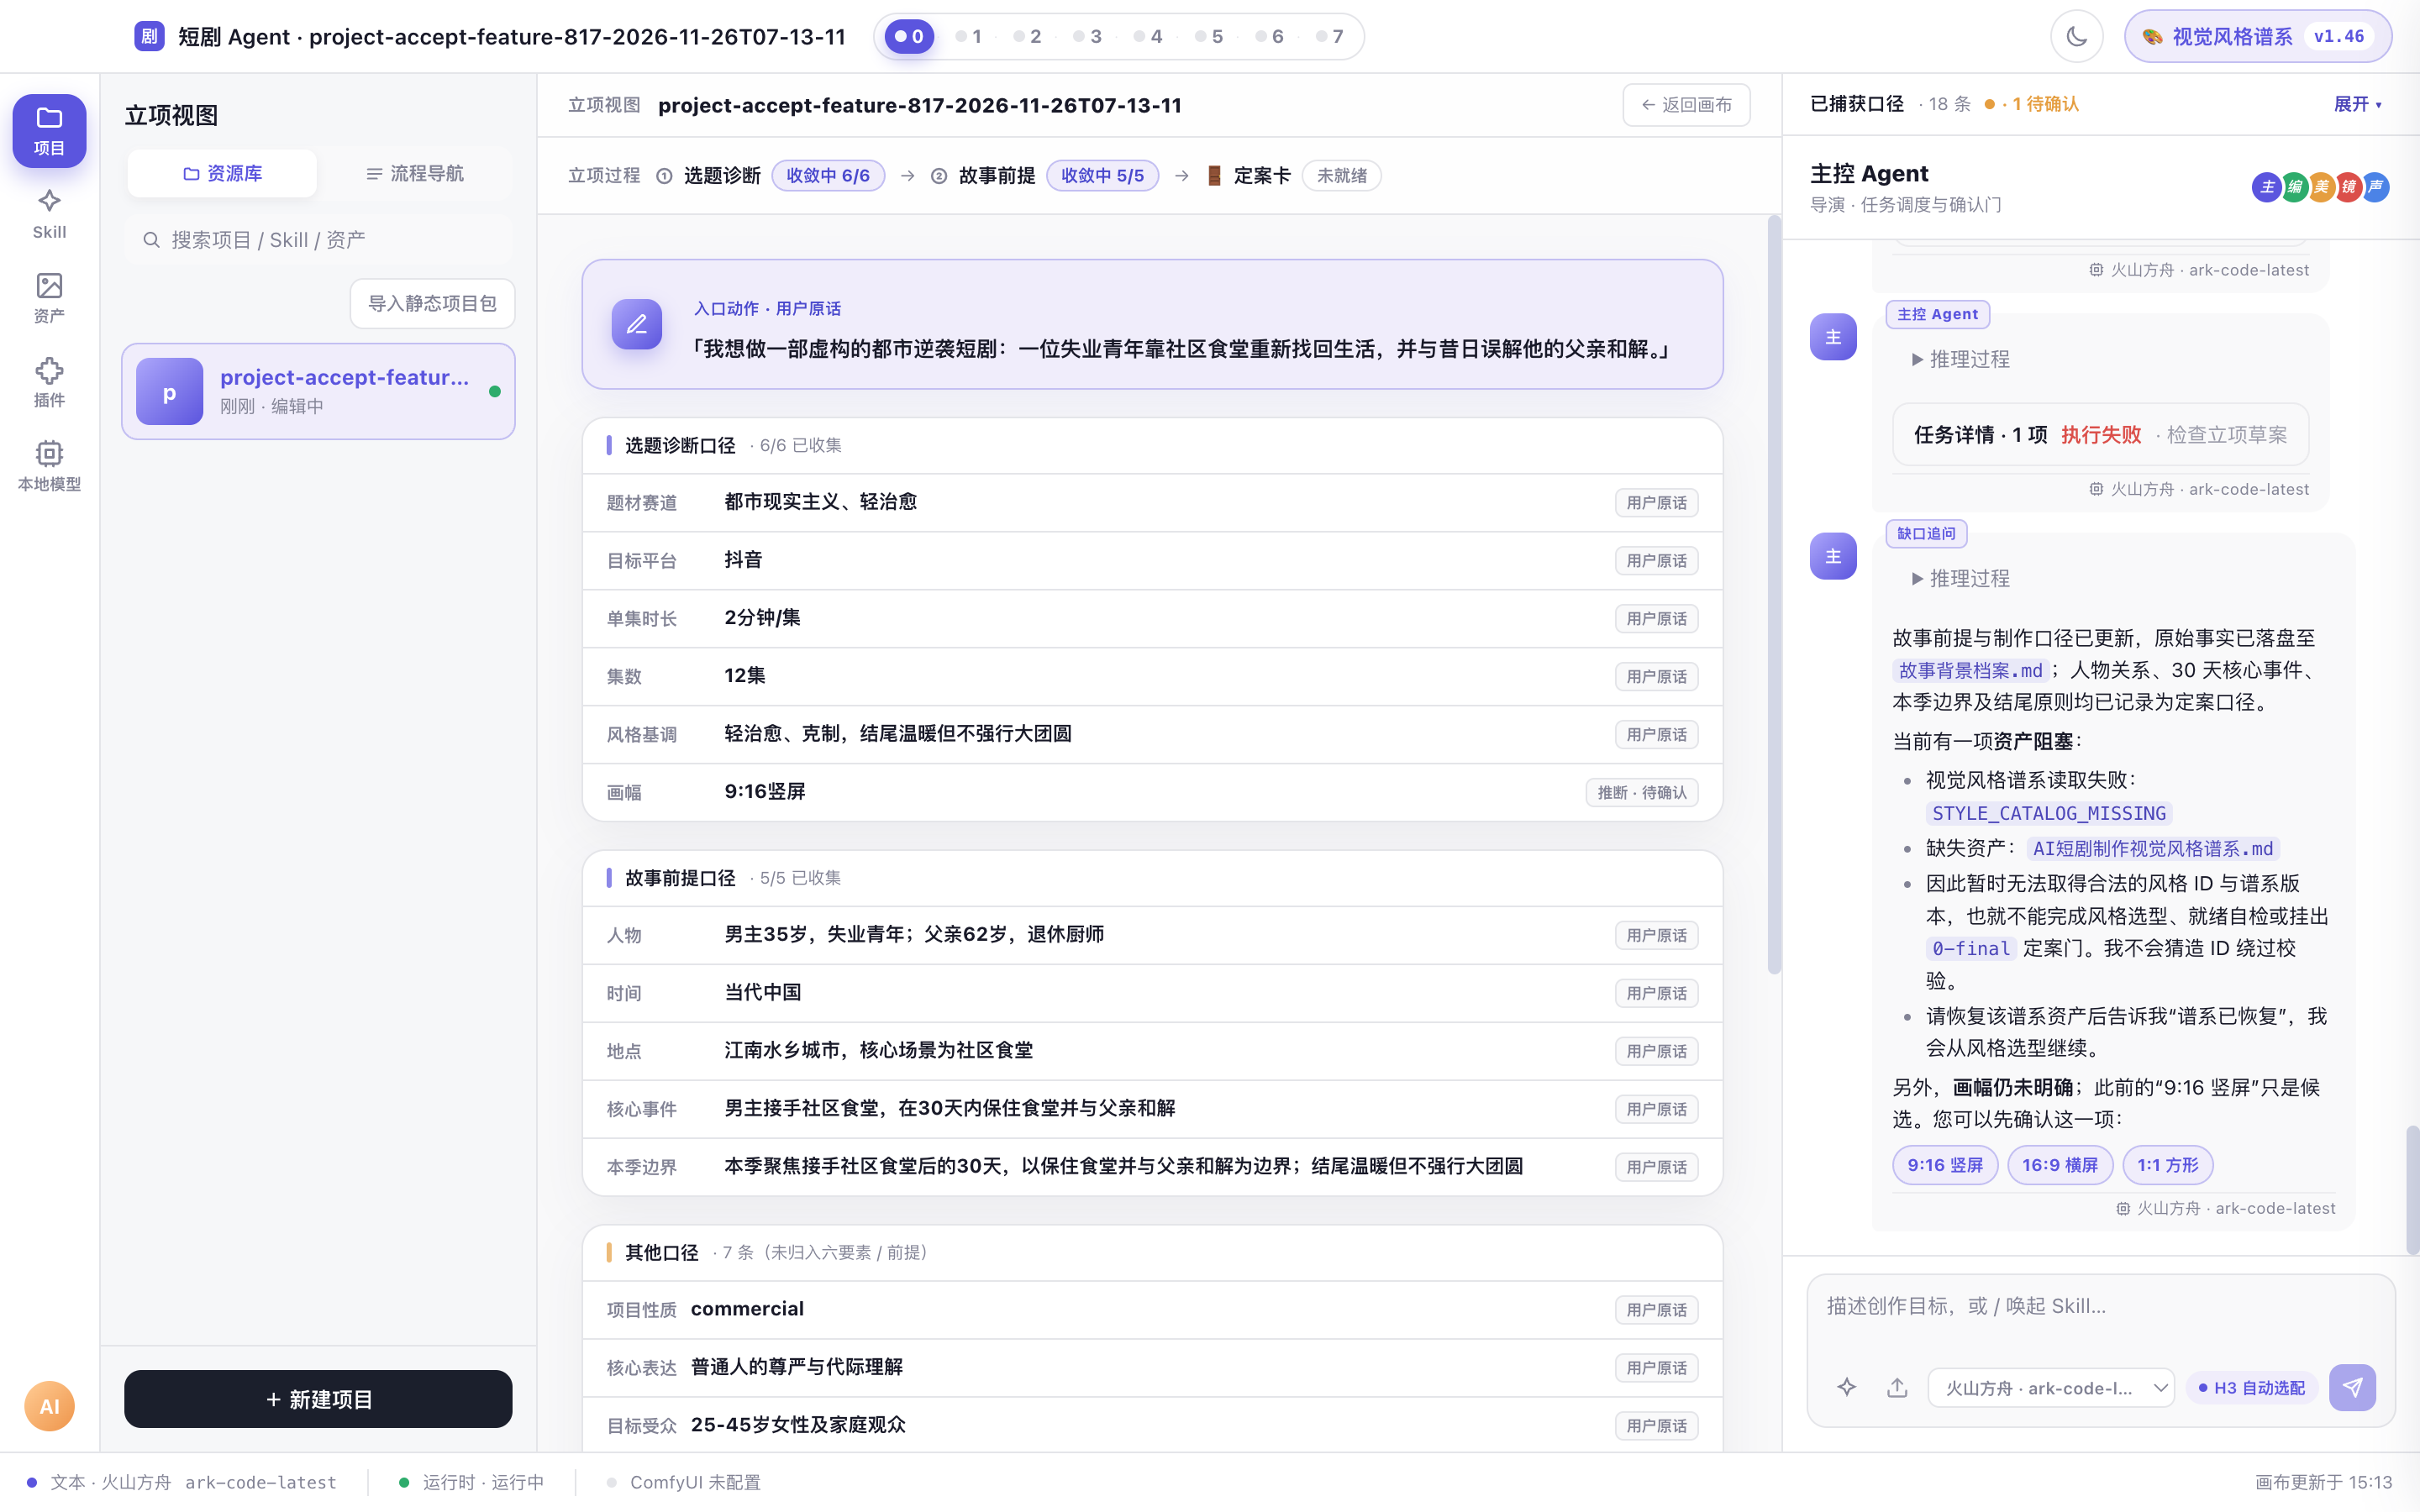 剧 短剧 Agent · project-accept-feature-817-2026-11-26T07-13-11
0 · 1 · 2 · 3 · 4 · 5 · 6 · 7
视觉风格谱系 v1.46
项目
Skill
资产
插件
本地模型
AI
立项视图
资源库 流程导航
搜索项目 / Skill / 资产
导入静态项目包
p
project-accept-featur...
刚刚 · 编辑中
+ 新建项目
立项视图 project-accept-feature-817-2026-11-26T07-13-11
← 返回画布
立项过程 ① 选题诊断 收敛中 6/6 → ② 故事前提 收敛中 5/5 → 定案卡 未就绪
入口动作 · 用户原话
「我想做一部虚构的都市逆袭短剧：一位失业青年靠社区食堂重新找回生活，并与昔日误解他的父亲和解。」
选题诊断口径 · 6/6 已收集
题材赛道 都市现实主义、轻治愈 用户原话
目标平台 抖音 用户原话
单集时长 2分钟/集 用户原话
集数 12集 用户原话
风格基调 轻治愈、克制，结尾温暖但不强行大团圆 用户原话
画幅 9:16竖屏 推断 · 待确认
故事前提口径 · 5/5 已收集
人物 男主35岁，失业青年；父亲62岁，退休厨师 用户原话
时间 当代中国 用户原话
地点 江南水乡城市，核心场景为社区食堂 用户原话
核心事件 男主接手社区食堂，在30天内保住食堂并与父亲和解 用户原话
本季边界 本季聚焦接手社区食堂后的30天，以保住食堂并与父亲和解为边界；结尾温暖但不强行大团圆 用户原话
其他口径 · 7 条（未归入六要素 / 前提）
项目性质 commercial 用户原话
核心表达 普通人的尊严与代际理解 用户原话
目标受众 25-45岁女性及家庭观众 用户原话
已捕获口径 · 18 条 · 1 待确认 展开 ▾
主控 Agent
导演 · 任务调度与确认门
主 编 美 镜 声
火山方舟 · ark-code-latest
主
主控 Agent
▶ 推理过程
任务详情 · 1 项 执行失败 · 检查立项草案
火山方舟 · ark-code-latest
主
缺口追问
▶ 推理过程
故事前提与制作口径已更新，原始事实已落盘至
故事背景档案.md；人物关系、30 天核心事件、
本季边界及结尾原则均已记录为定案口径。
当前有一项资产阻塞：
• 视觉风格谱系读取失败：
STYLE_CATALOG_MISSING
• 缺失资产：AI短剧制作视觉风格谱系.md
• 因此暂时无法取得合法的风格 ID 与谱系版
本，也就不能完成风格选型、就绪自检或挂出
0-final 定案门。我不会猜造 ID 绕过校
验。
• 请恢复该谱系资产后告诉我“谱系已恢复”，我
会从风格选型继续。
另外，画幅仍未明确；此前的“9:16 竖屏”只是候
选。您可以先确认这一项：
9:16 竖屏 16:9 横屏 1:1 方形
火山方舟 · ark-code-latest
描述创作目标，或 / 唤起 Skill...
火山方舟 · ark-code-l... H3 自动选配
文本 · 火山方舟 ark-code-latest 运行时 · 运行中 ComfyUI 未配置
画布更新于 15:13